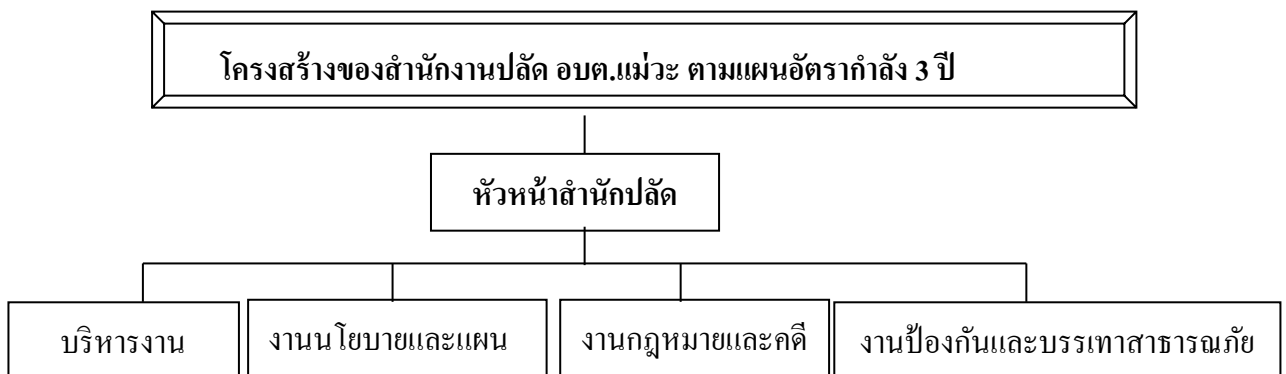 โครงสร้างของสำนักงานปลัด อบต.แม่วะ ตามแผนอัตรากำลัง 3 ปี
หัวหน้าสำนักปลัด
บริหารงาน
งานนโยบายและแผน
งานกฎหมายและคดี
งานป้องกันและบรรเทาสาธารณภัย